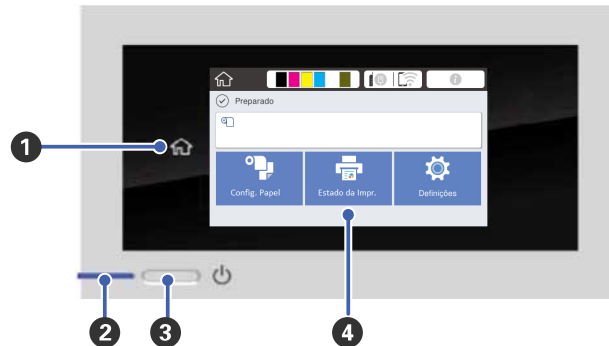 Preparado
Config. Papel
Estado da Impr.
Definições
1
2
3
4